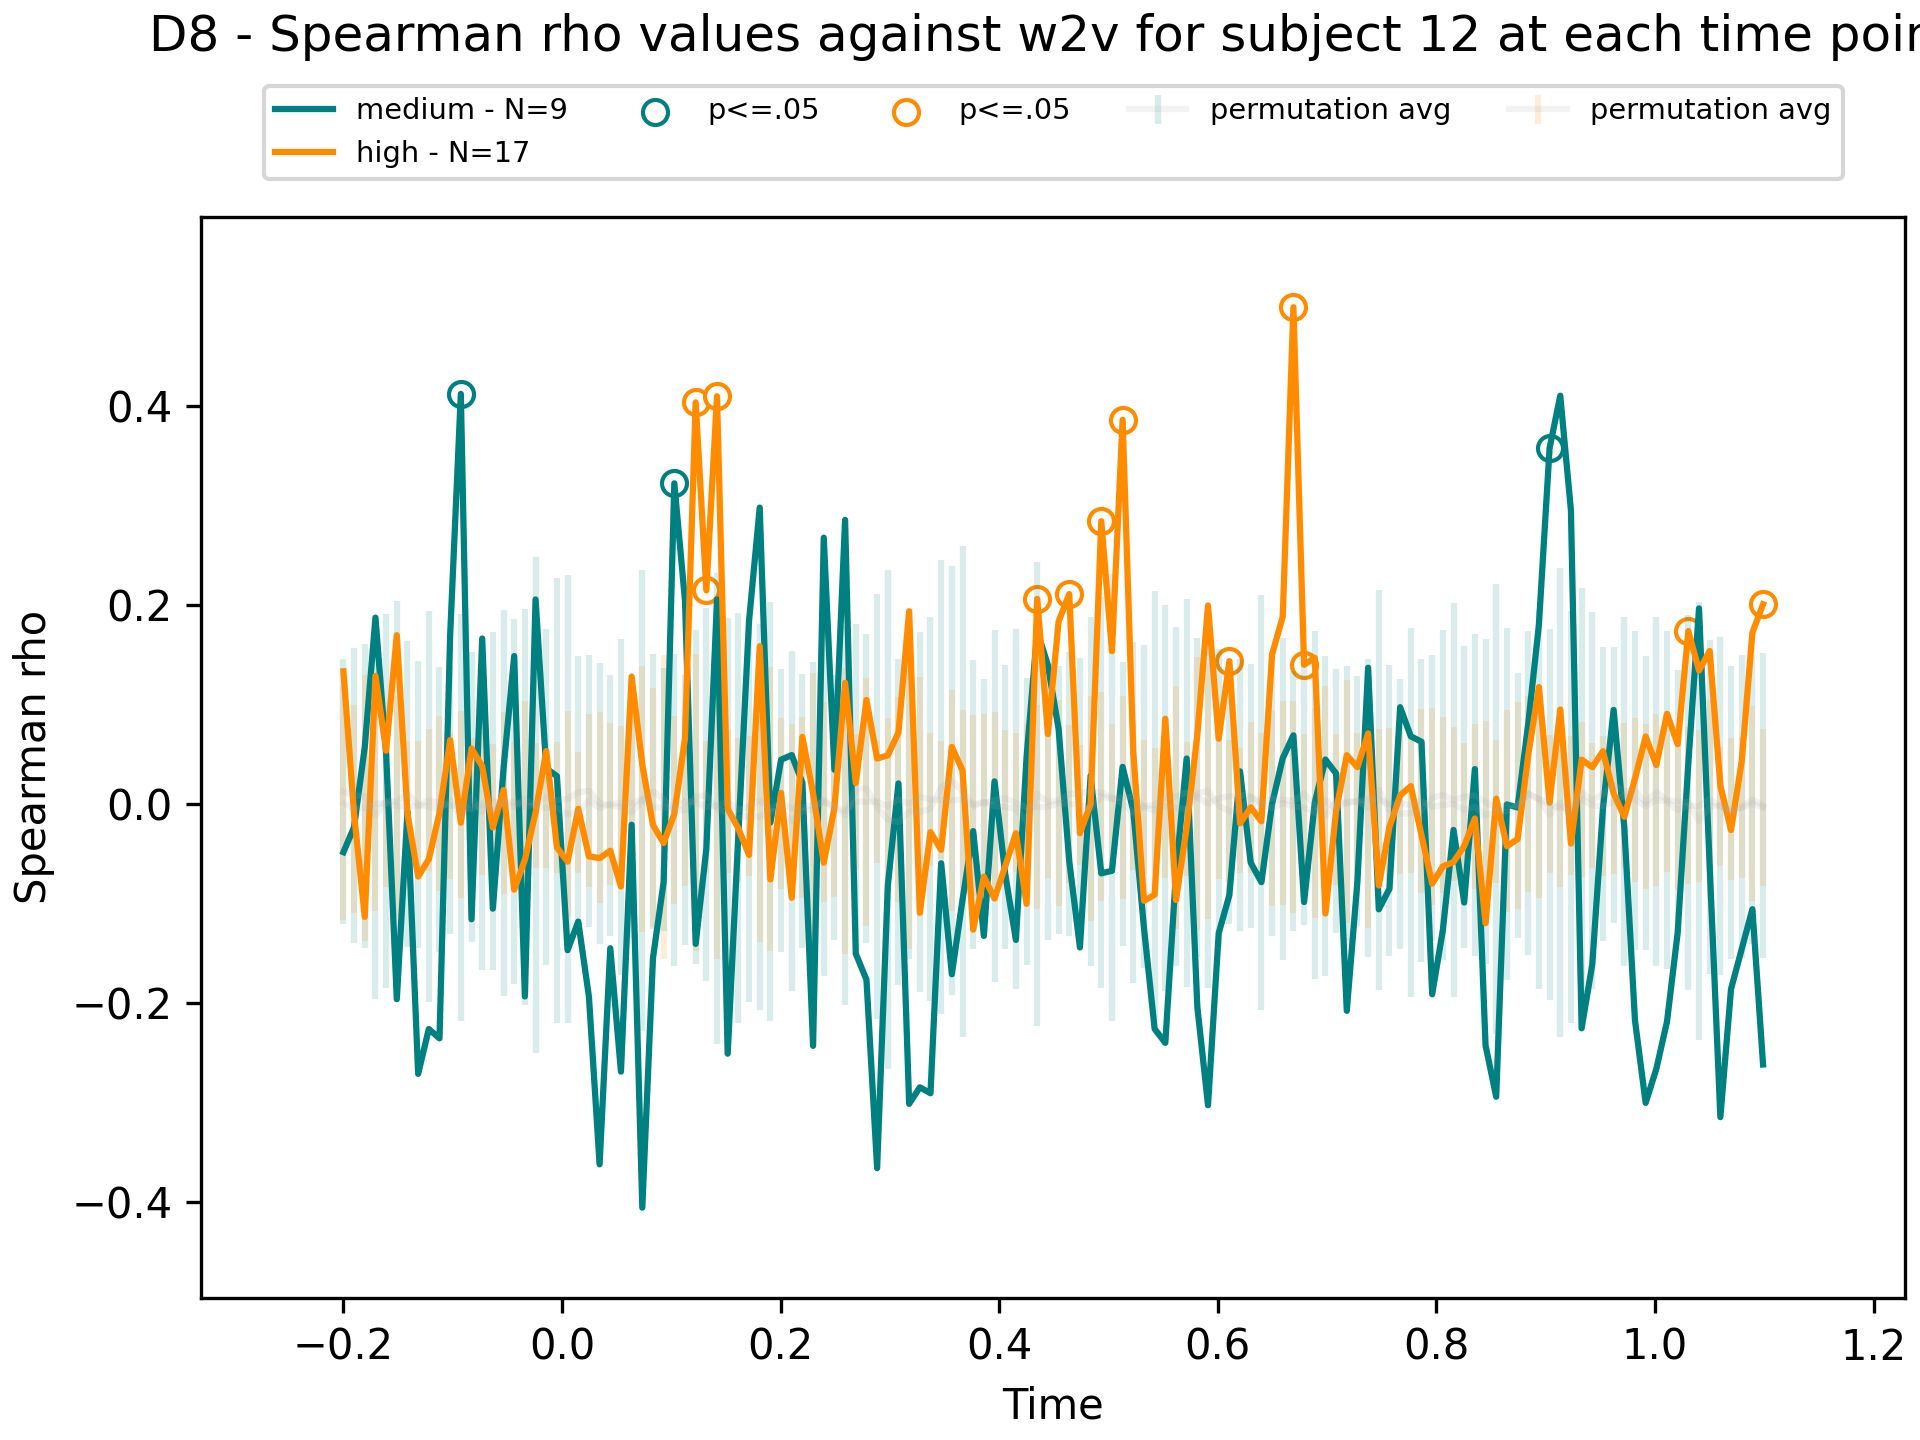 D8 - Spearman rho values against w2v for subject 12 at each time
medium - N=9
high - N=17
p<=.05
p<=.05
permutation avg
permutation avg
Spearman rho
0.4
0.2
0.0
−0.2
−0.4
−0.2 0.0 0.2 0.4 0.6 0.8 1.0 1.2
Time